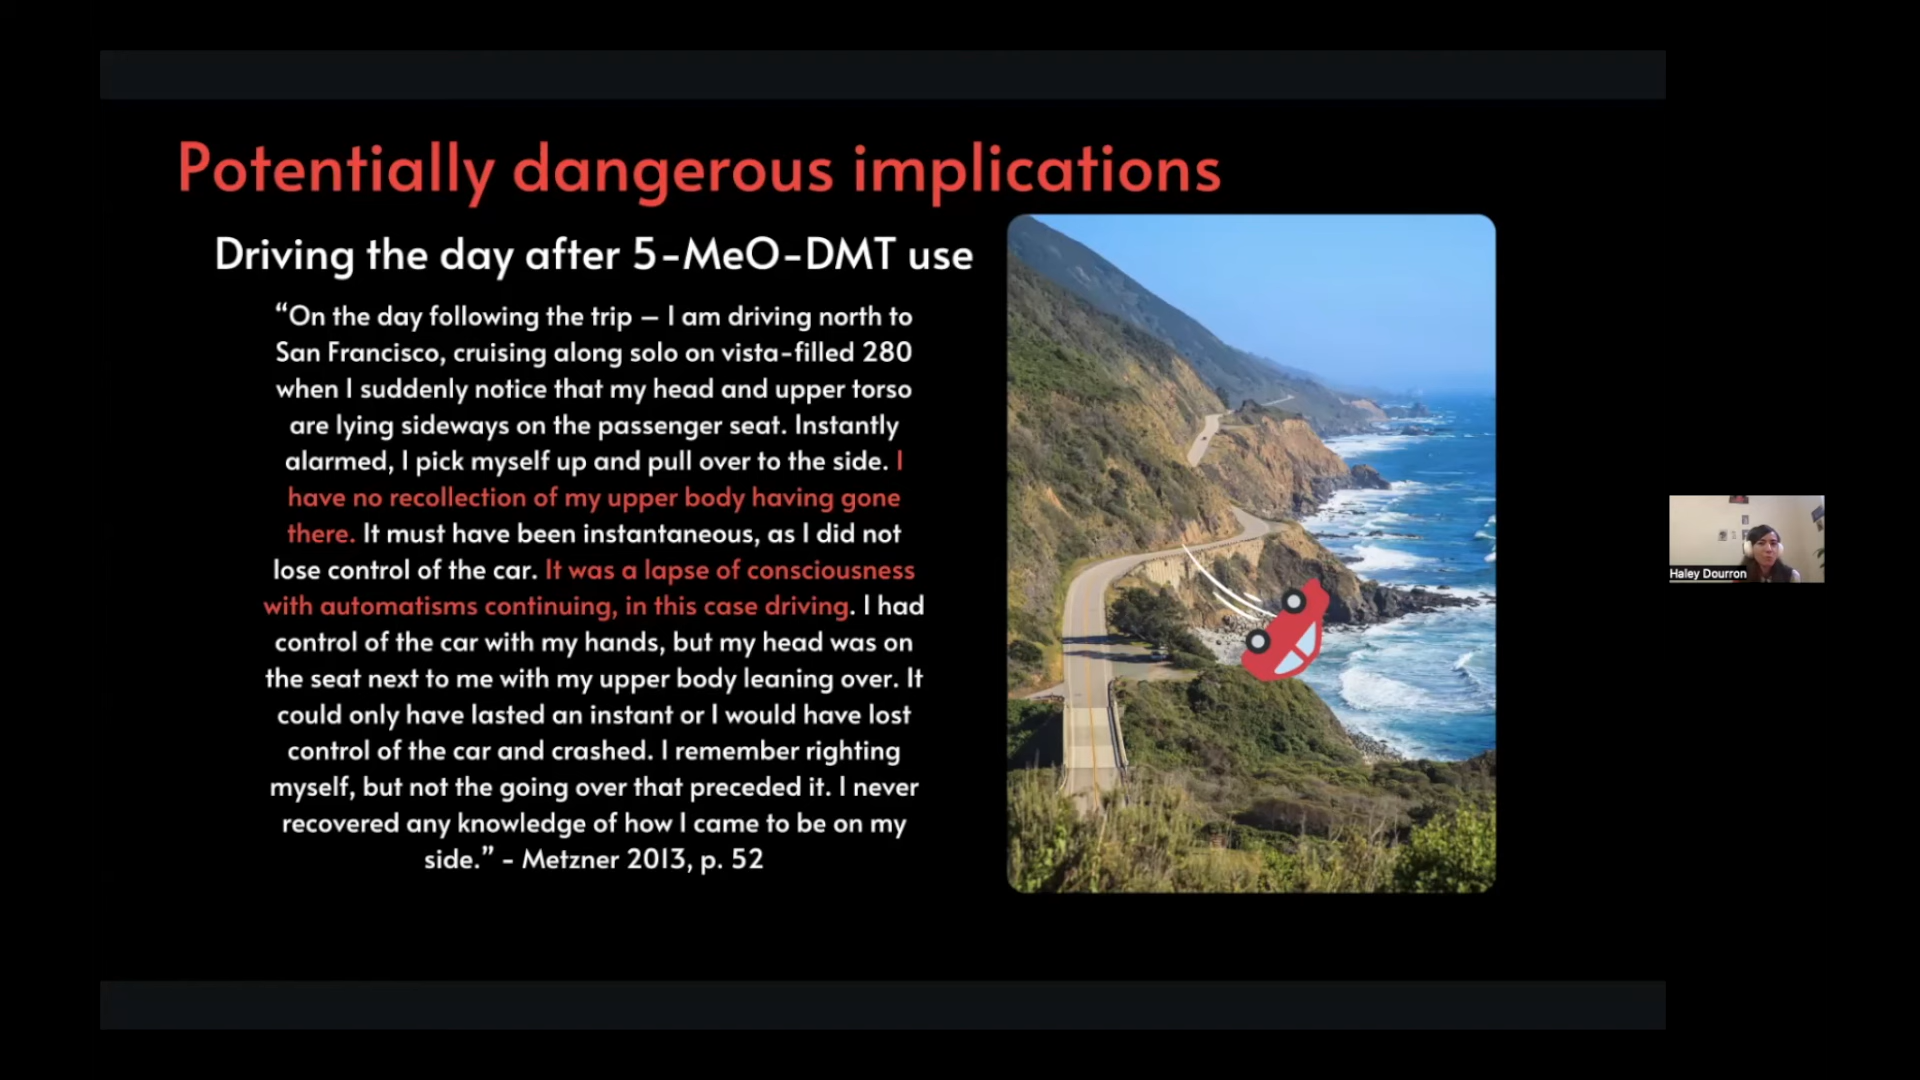 Potentially dangerous implications
Driving the day after 5-MeO-DMT use
“On the day following the trip – I am driving north to
San Francisco, cruising along solo on vista-filled 280
when I suddenly notice that my head and upper torso
are lying sideways on the passenger seat. Instantly
alarmed, I pick myself up and pull over to the side. I
have no recollection of my upper body having gone
there. It must have been instantaneous, as I did not
lose control of the car. It was a lapse of consciousness
with automatisms continuing, in this case driving. I had
control of the car with my hands, but my head was on
the seat next to me with my upper body leaning over. It
could only have lasted an instant or I would have lost
control of the car and crashed. I remember righting
myself, but not the going over that preceded it. I never
recovered any knowledge of how I came to be on my
side.” - Metzner 2013, p. 52
Haley Dourron